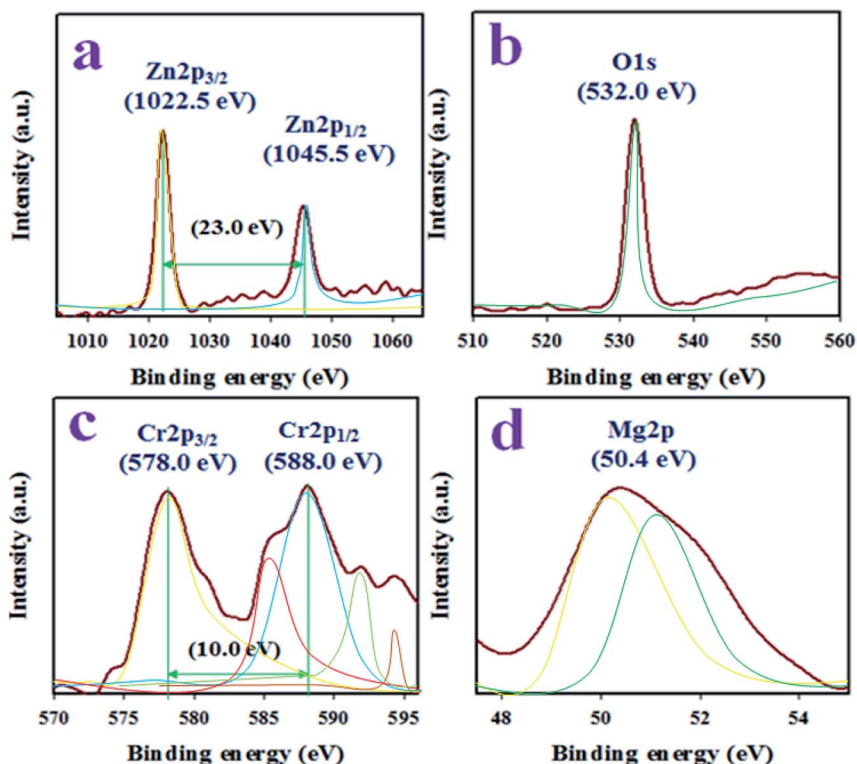 a
Zn2p3/2
(1022.5 eV)
Zn2p1/2
(1045.5 eV)
(23.0 eV)
Intensity (a.u.)
1010 1020 1030 1040 1050 1060
Binding energy (eV)
b
O1s
(532.0 eV)
Intensity (a.u.)
510 520 530 540 550 560
Binding energy (eV)
c
Cr2p3/2
(578.0 eV)
Cr2p1/2
(588.0 eV)
(10.0 eV)
Intensity (a.u.)
570 575 580 585 590 595
Binding energy (eV)
d
Mg2p
(50.4 eV)
Intensity (a.u.)
48 50 52 54
Binding energy (eV)